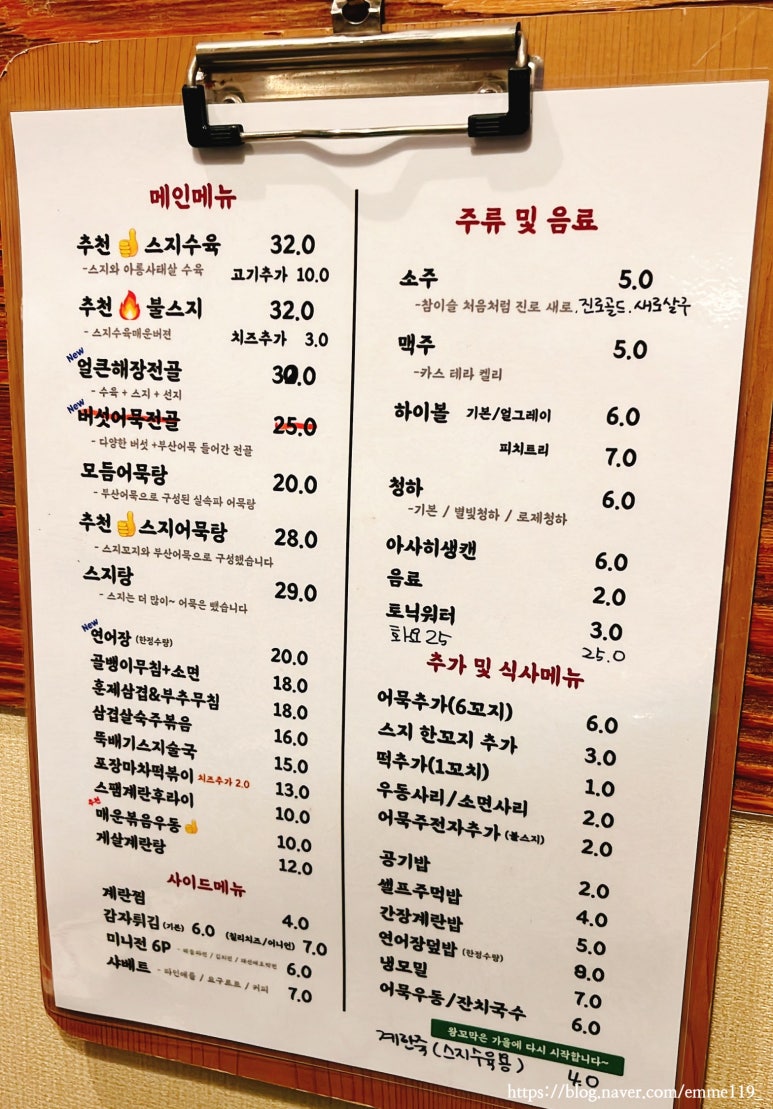 메인메뉴
추천 👍 스지수육 32.0
-스지와 아롱사태살 수육 고기추가 10.0
추천 🔥 불스지 32.0
- 스지수육매운버젼 치즈추가 3.0
New
얼큰해장전골
- 수육 + 스지 + 선지
New
버섯어묵전골 25.0
- 다양한 버섯 +부산어묵 들어간 전골
모듬어묵탕 20.0
- 부산어묵으로 구성된 실속파 어묵탕
추천 👍 스지어묵탕 28.0
- 스지꼬지와 부산어묵으로 구성했습니다
스지탕 29.0
- 스지는 더 많이~ 어묵은 뺐습니다
New
연어장 (한정수량) 20.0
골뱅이무침+소면 18.0
훈제삼겹&부추무침 18.0
삼겹살숙주볶음 16.0
뚝배기스지술국 15.0
포장마차떡볶이 치즈추가 2.0 13.0
스팸계란후라이 10.0
추천
매운볶음우동 👍 10.0
게살계란탕 12.0
사이드메뉴
계란찜 4.0
감자튀김 (기본) 6.0 (칠리치즈/어니언) 7.0
미니전 6P 6.0
샤베트 - 파인애플 / 요구르트 / 커피 7.0
주류 및 음료
소주 5.0
-참이슬 처음처럼 진로 새로, 진로골드. 새로살구
맥주 5.0
-카스 테라 켈리
하이볼 기본/얼그레이 6.0
피치트리 7.0
청하 6.0
-기본 / 별빛청하 / 로제청하
아사히생캔 6.0
음료 2.0
토닉워터 3.0
화요 25 25.0
추가 및 식사메뉴
어묵추가(6꼬지) 6.0
스지 한꼬지 추가 3.0
떡추가(1꼬치) 1.0
우동사리/소면사리 2.0
어묵주전자추가 (불스지) 2.0
공기밥 2.0
셀프주먹밥 4.0
간장계란밥 5.0
연어장덮밥 (한정수량) 8.0
냉모밀 7.0
어묵우동/잔치국수 6.0
왕꼬막은 가을에 다시 시작합니다~
계란죽 (스지수육용) 4.0
https://blog.naver.com/emme119_